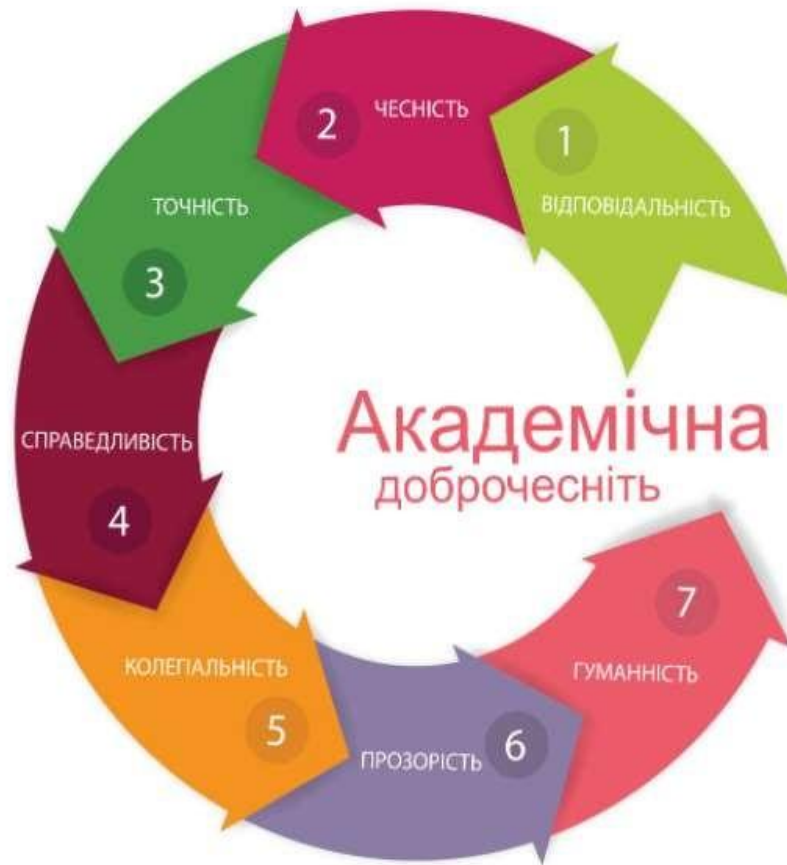 1
ВІДПОВІДАЛЬНІСТЬ
2
ЧЕСНІСТЬ
ТОЧНІСТЬ
3
СПРАВЕДЛИВІСТЬ
4
КОЛЕГІАЛЬНІСТЬ
5
ПРОЗОРІСТЬ
6
7
ГУМАННІСТЬ
Академічна
доброчесніть